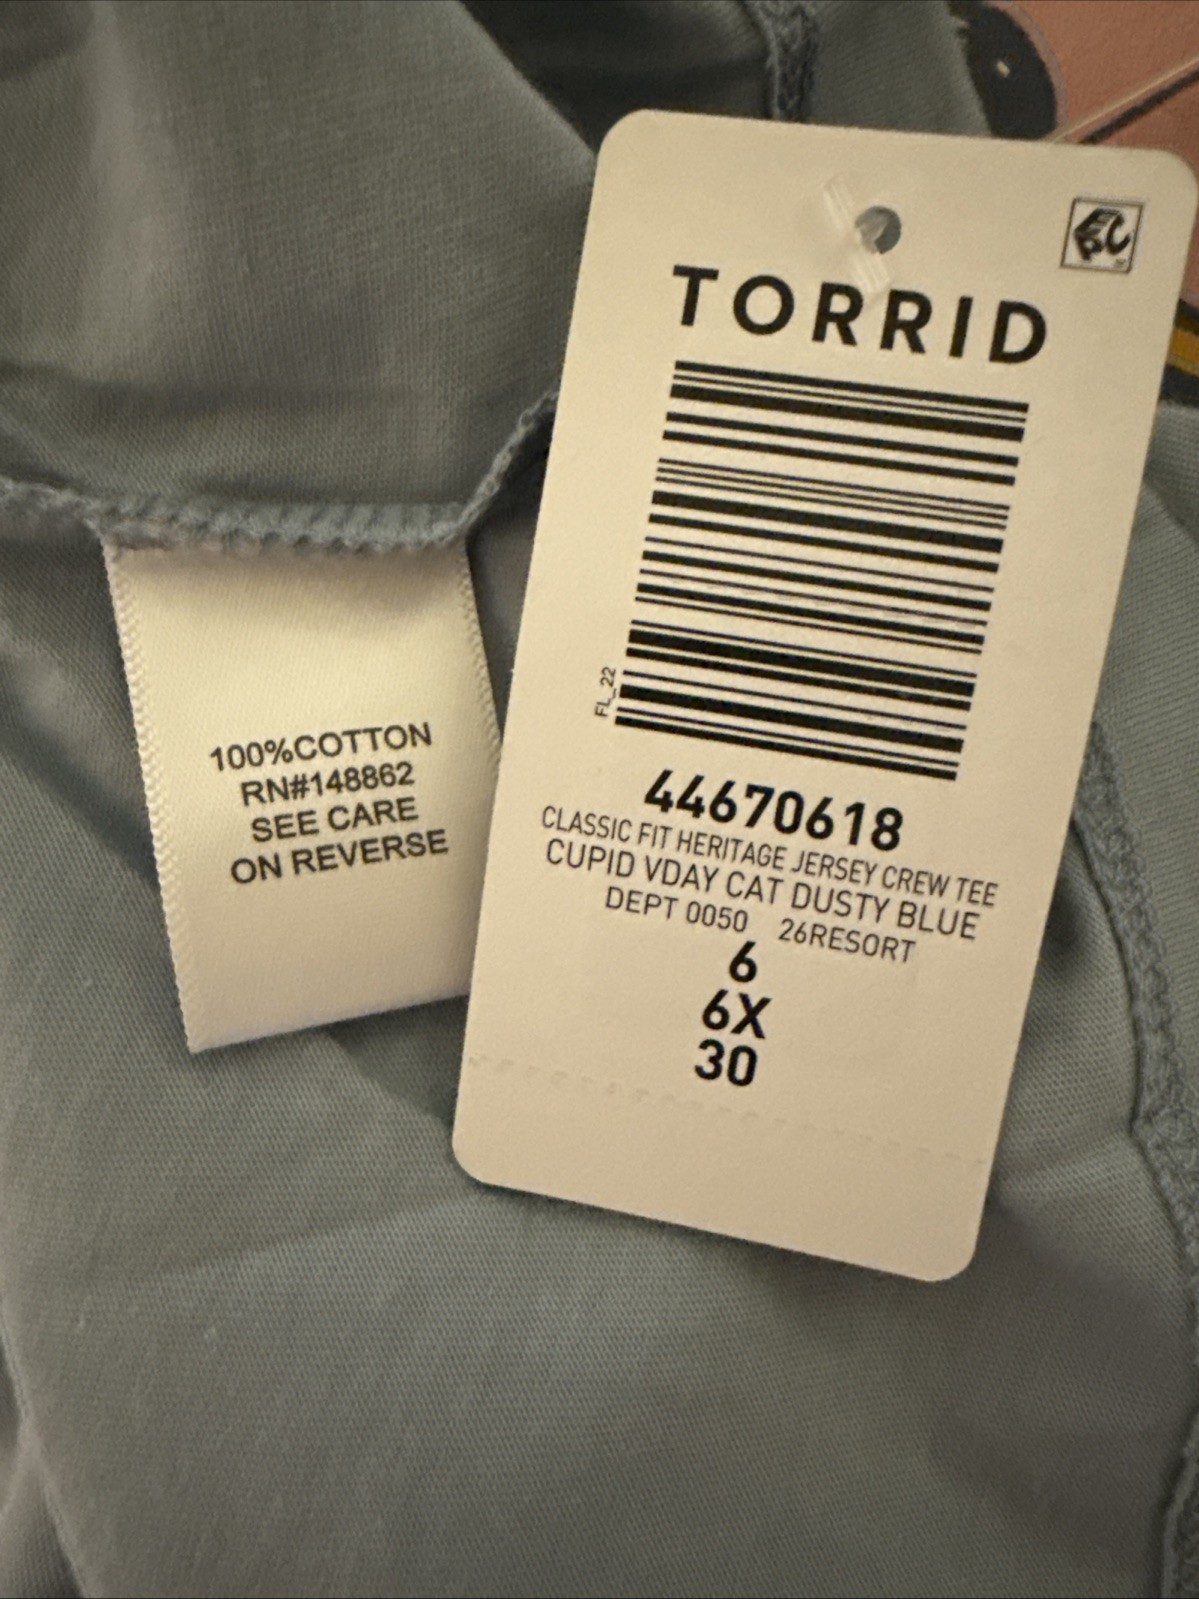 TORRID
FL_22
44670618
CLASSIC FIT HERITAGE JERSEY CREW TEE
CUPID VDAY CAT DUSTY BLUE
DEPT 0050 26RESORT
6
6X
30
100%COTTON
RN#148862
SEE CARE
ON REVERSE